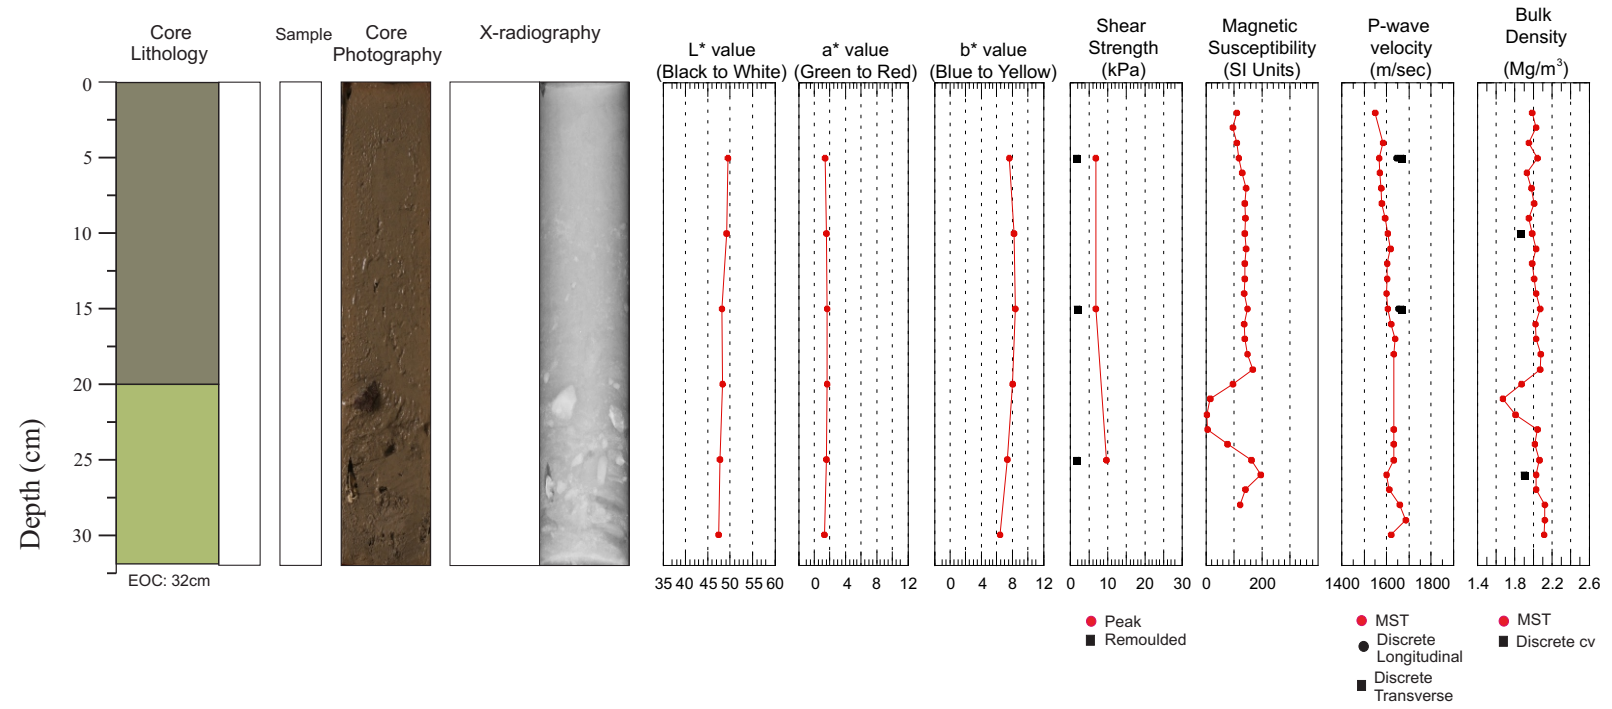 Core
Lithology
Sample
Core
Photography
X-radiography
L* value
(Black to White)
a* value
(Green to Red)
b* value
(Blue to Yellow)
Shear
Strength
(kPa)
Magnetic
Susceptibility
(SI Units)
P-wave
velocity
(m/sec)
Bulk
Density
(Mg/m³)
0
5
10
15
20
25
30
Depth (cm)
EOC: 32cm
35 40 45 50 55 60
0 4 8 12
0 4 8 12
0 10 20 30
0 200
1400 1600 1800
1.4 1.8 2.2 2.6
Peak
Remoulded
MST
Discrete
Longitudinal
Discrete
Transverse
MST
Discrete cv